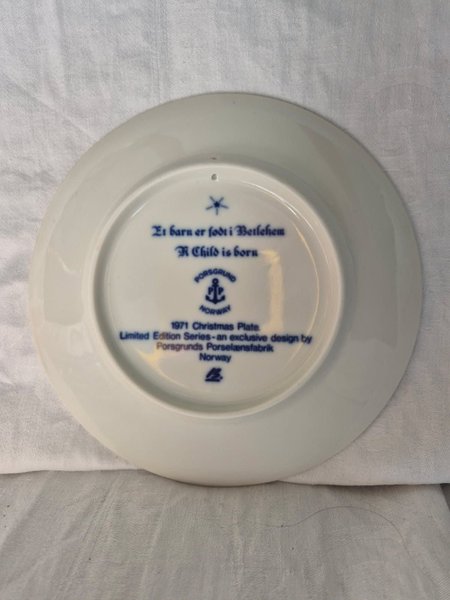 Et barn er født i Betlehem
A Child is born
PORSGRUND
NORWAY
1971 Christmas Plate.
Limited Edition Series - an exclusive design by
Porsgrunds Porselænsfabrik
Norway